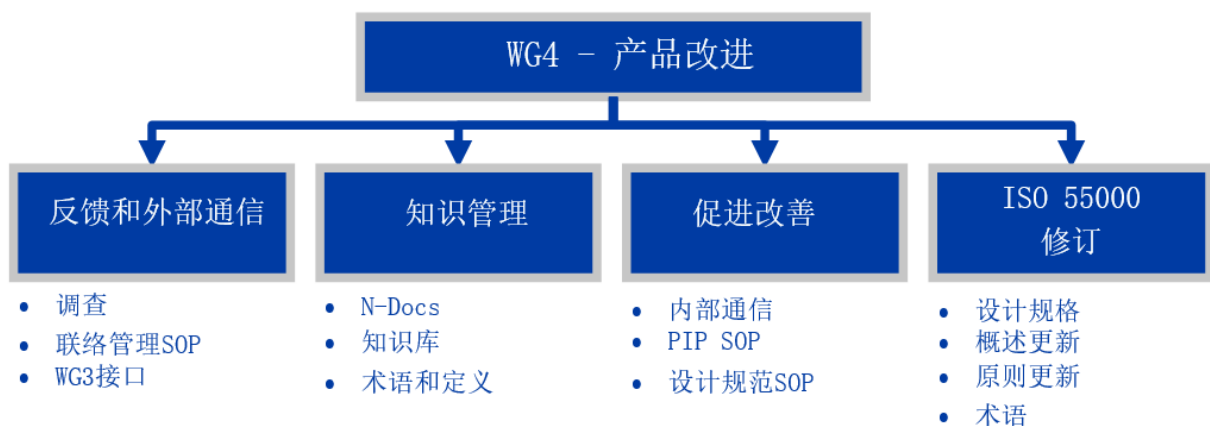 WG4 - 产品改进
反馈和外部通信
调查
联络管理SOP
WG3接口
知识管理
N-Docs
知识库
术语和定义
促进改善
内部通信
PIP SOP
设计规范SOP
ISO 55000
修订
设计规格
概述更新
原则更新
术语